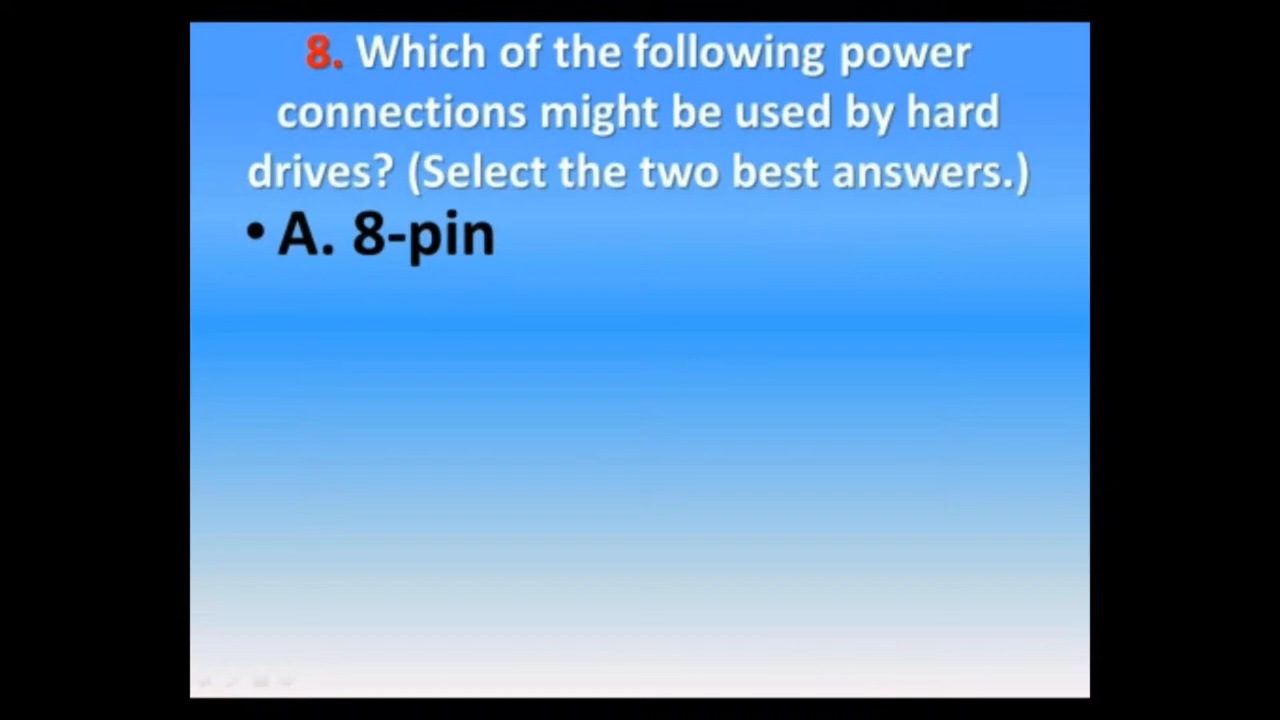 8. Which of the following power
connections might be used by hard
drives? (Select the two best answers.)
• A. 8-pin